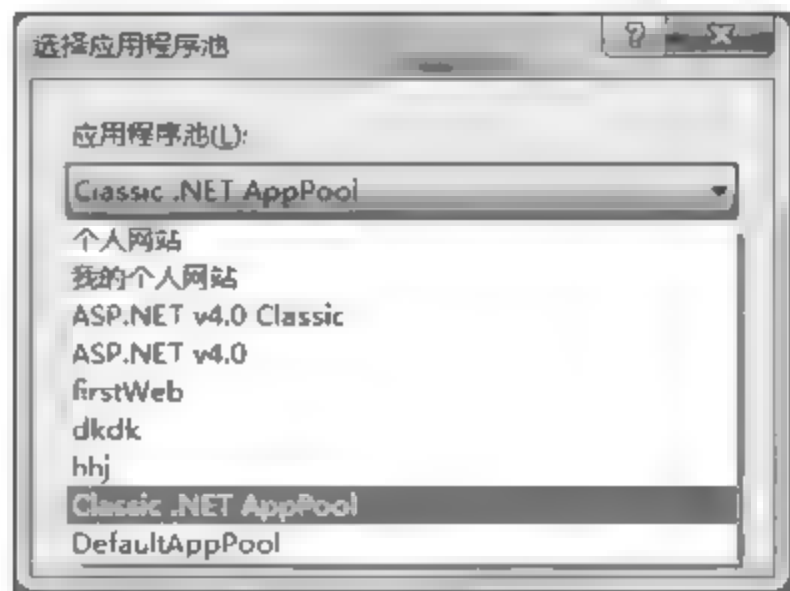 选择应用程序池
应用程序池(L):
Classic .NET AppPool
个人网站
我的个人网站
ASP.NET v4.0 Classic
ASP.NET v4.0
firstWeb
dkdk
hhj
Classic .NET AppPool
DefaultAppPool